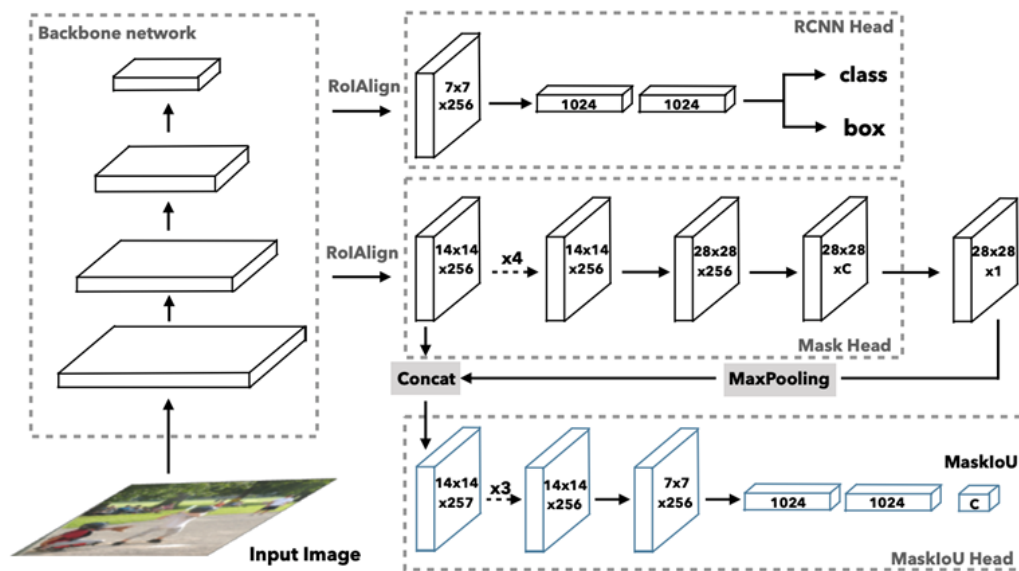 Backbone network
RoIAlign
RoIAlign
Input Image
RCNN Head
7x7
x256
1024
1024
class
box
14x14
x256
x4
14x14
x256
28x28
x256
28x28
xC
28x28
x1
Mask Head
Concat
MaxPooling
14x14
x257
x3
14x14
x256
7x7
x256
1024
1024
MaskIoU
C
MaskIoU Head